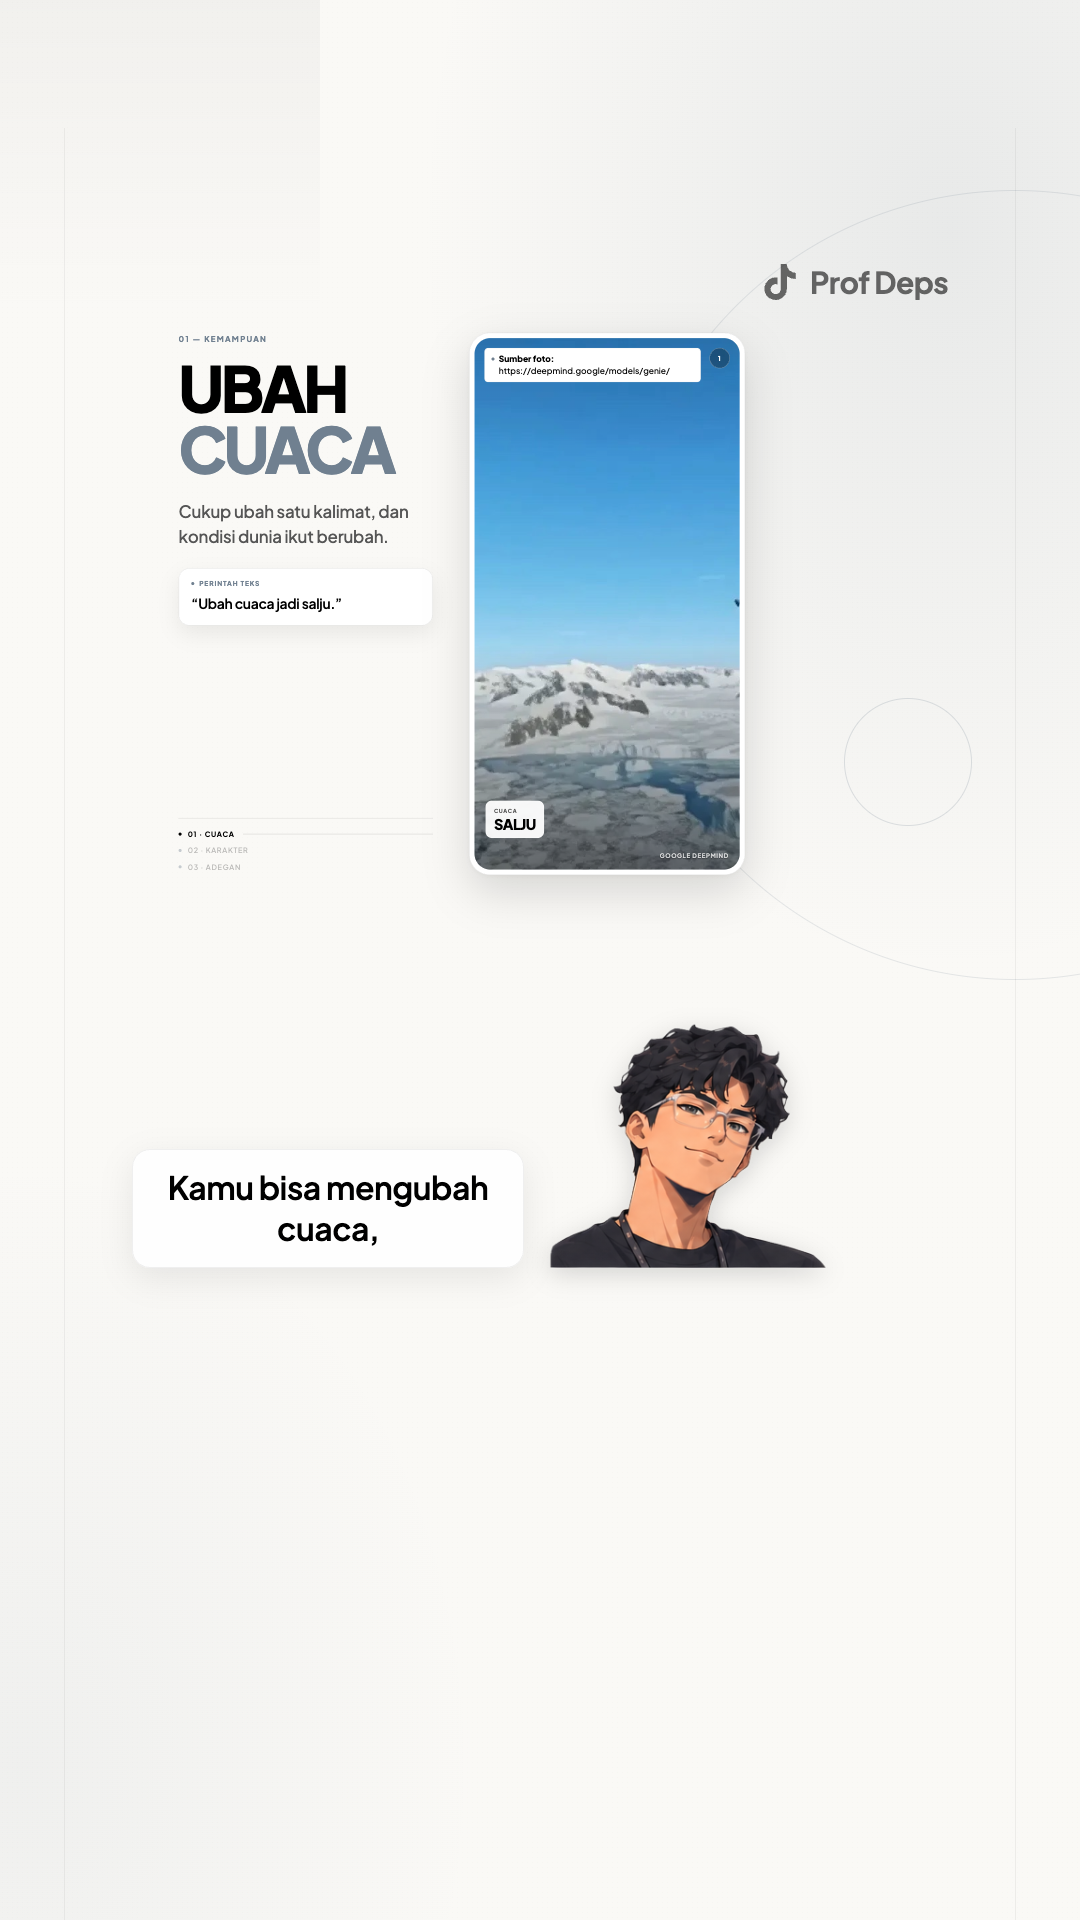 Prof Deps
01 — KEMAMPUAN
UBAH
CUACA
Cukup ubah satu kalimat, dan
kondisi dunia ikut berubah.
PERINTAH TEKS
“Ubah cuaca jadi salju.”
01 · CUACA
02 · KARAKTER
03 · ADEGAN
Sumber foto:
https://deepmind.google/models/genie/
1
CUACA
SALJU
GOOGLE DEEPMIND
Kamu bisa mengubah
cuaca,